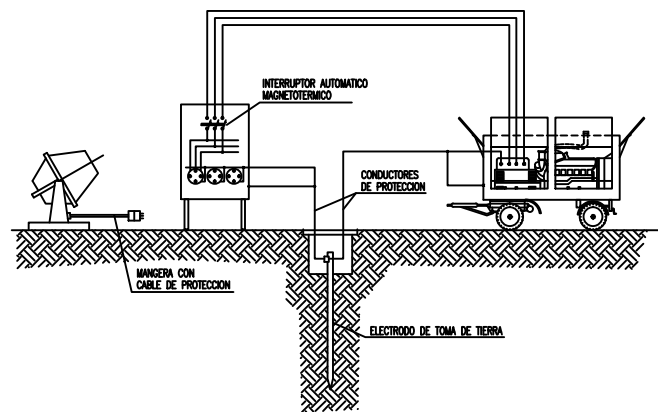 INTERRUPTOR AUTOMATICO
MAGNETOTERMICO
CONDUCTORES
DE PROTECCION
MANGERA CON
CABLE DE PROTECCION
ELECTRODO DE TOMA DE TIERRA